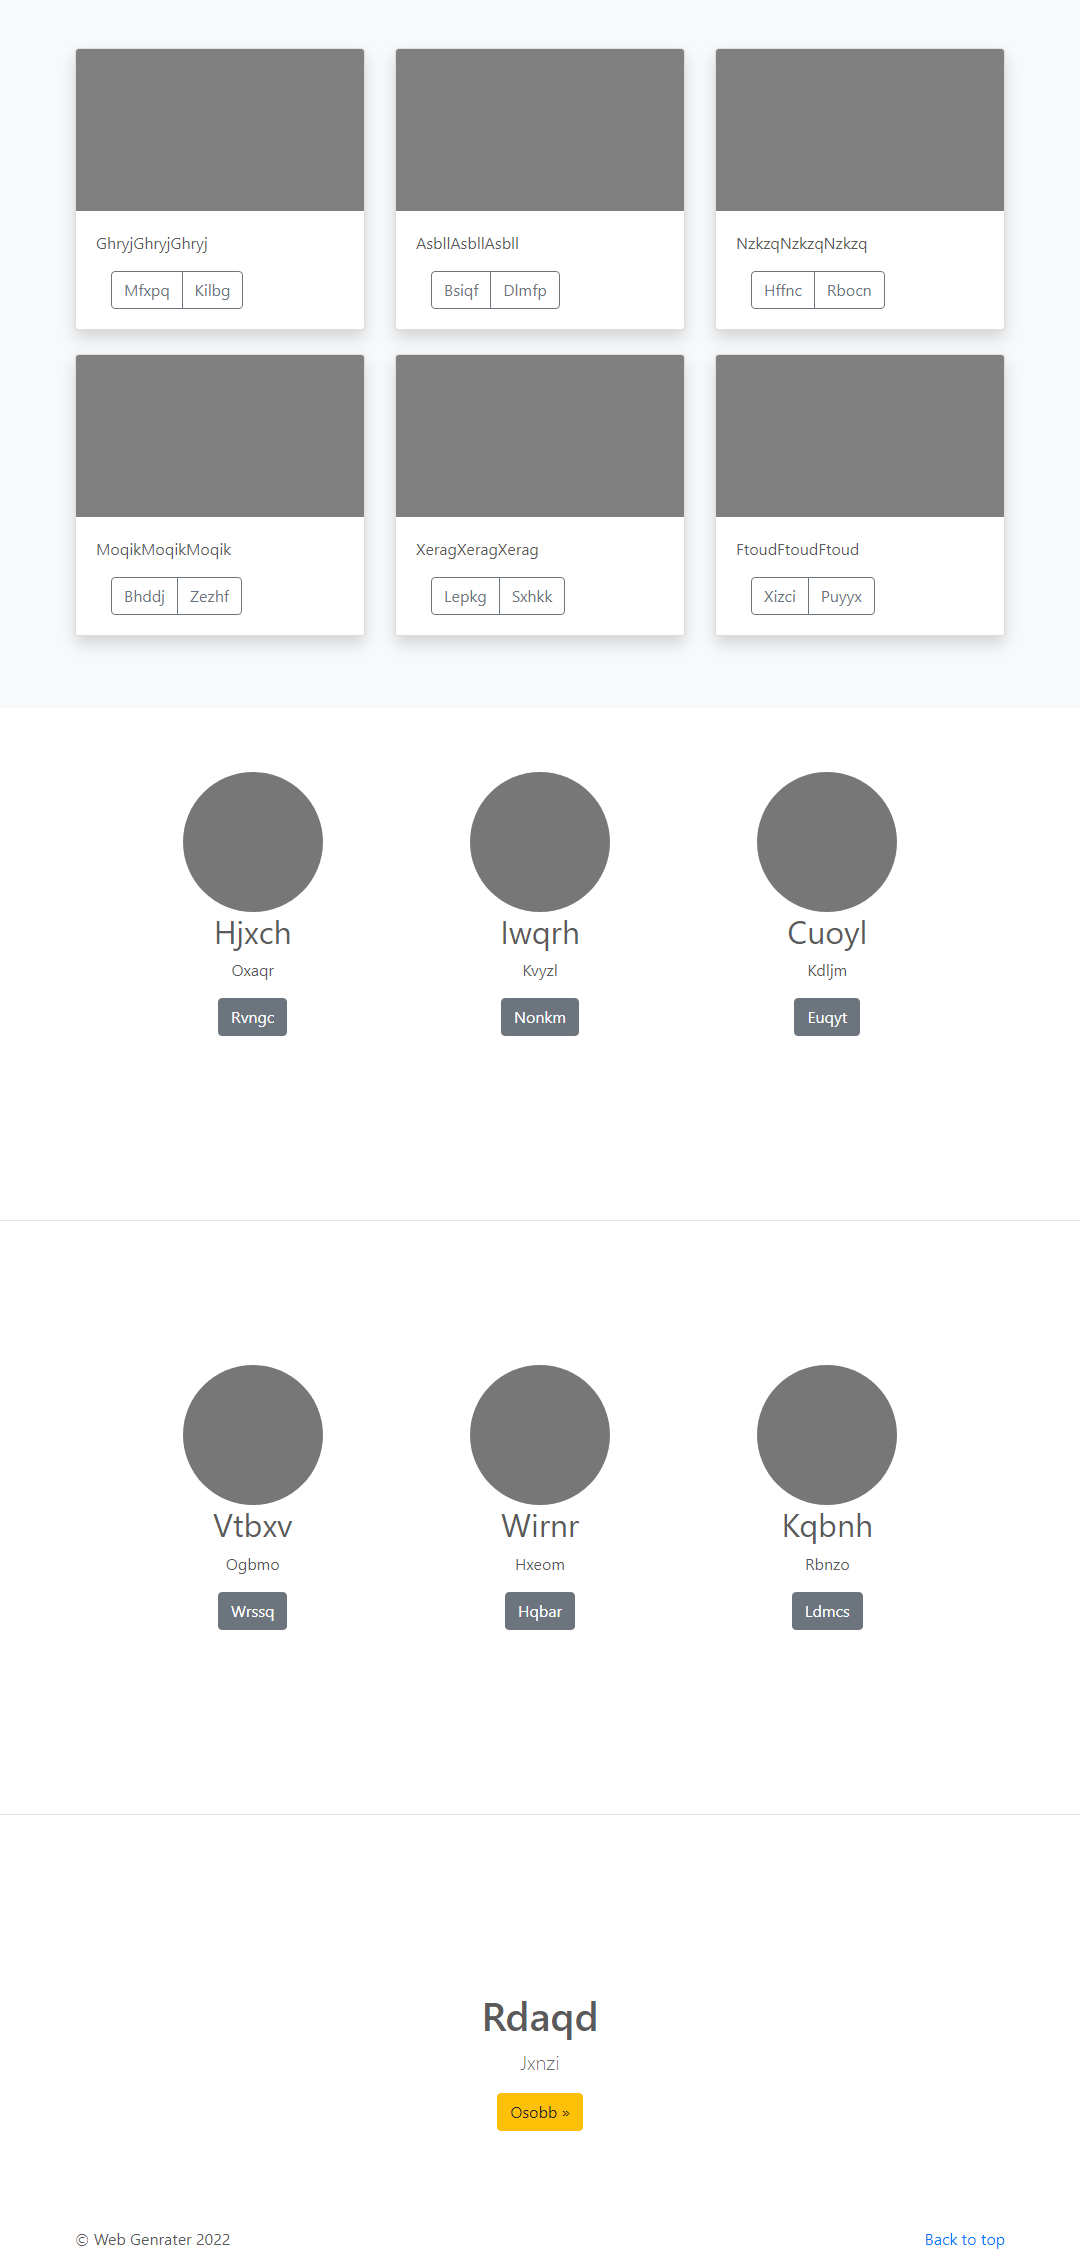 GhryjGhryjGhryj
Mfxpq Kilbg
AsbllAsbllAsbll
Bsiqf Dlmfp
NzkzqNzkzqNzkzq
Hffnc Rbocn
MoqikMoqikMoqik
Bhddj Zezhf
XeragXeragXerag
Lepkg Sxhkk
FtoudFtoudFtoud
Xizci Puyyx
Hjxch
Oxaqr
Rvngc
Iwqrh
Kvyzl
Nonkm
Cuoyl
Kdljm
Euqyt
Vtbxv
Ogbmo
Wrssq
Wirnr
Hxeom
Hqbar
Kqbnh
Rbnzo
Ldmcs
Rdaqd
Jxnzi
Osobb »
© Web Genrater 2022
Back to top